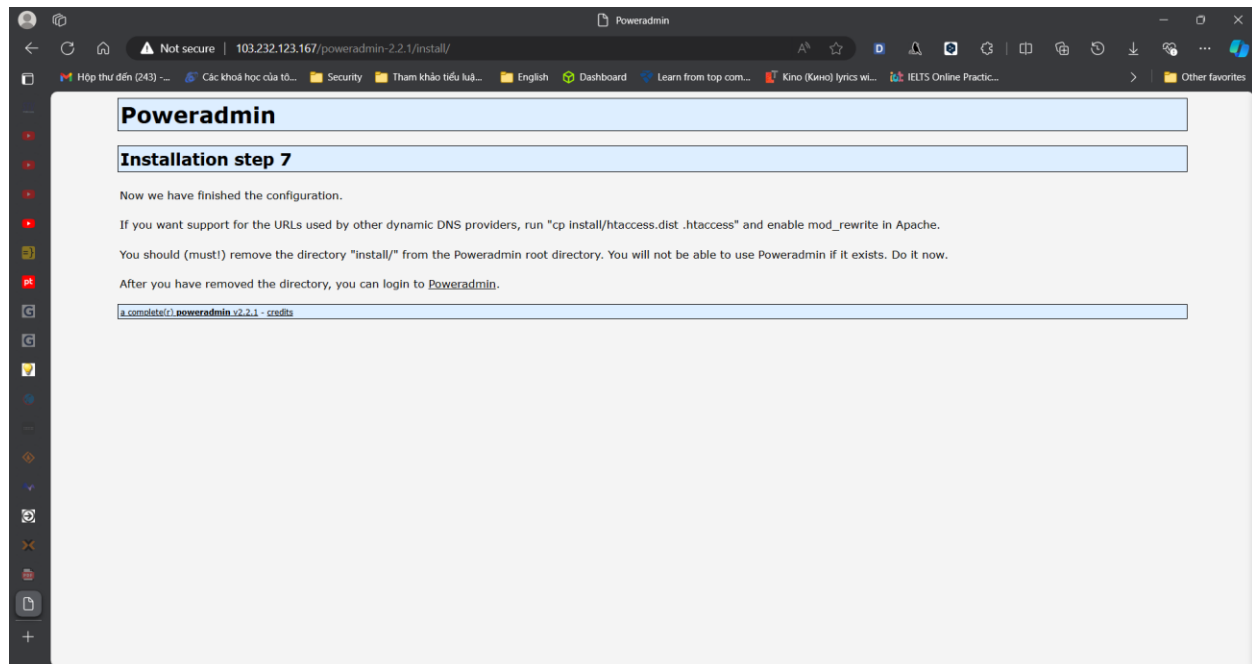 Poweradmin
Not secure | 103.232.123.167/poweradmin-2.2.1/install/
Hộp thư đến (243) -... Các khoá học của tô... Security Tham khảo tiểu luậ... English Dashboard Learn from top com... Kino (Кино) lyrics wi... IELTS Online Practic... Other favorites
Poweradmin
Installation step 7
Now we have finished the configuration.
If you want support for the URLs used by other dynamic DNS providers, run "cp install/htaccess.dist .htaccess" and enable mod_rewrite in Apache.
You should (must!) remove the directory "install/" from the Poweradmin root directory. You will not be able to use Poweradmin if it exists. Do it now.
After you have removed the directory, you can login to Poweradmin.
a complete(r) poweradmin v2.2.1 - credits